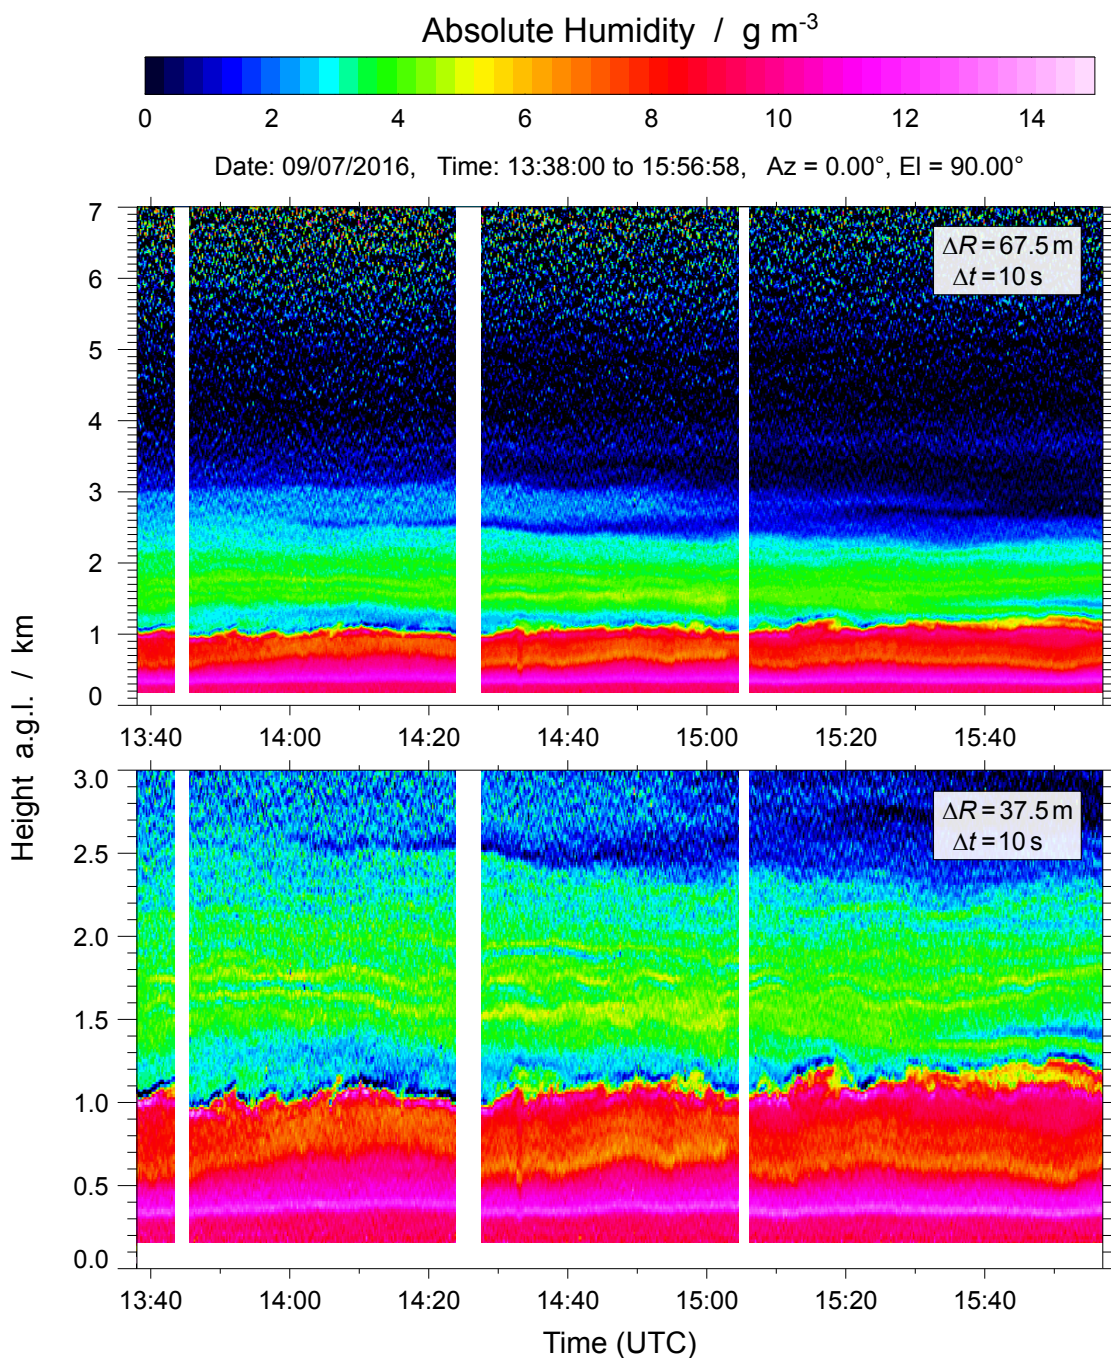 Absolute Humidity / g m⁻³
0 2 4 6 8 10 12 14
Date: 09/07/2016, Time: 13:38:00 to 15:56:58, Az = 0.00°, El = 90.00°
7
ΔR = 67.5 m
Δt = 10 s
6
5
4
3
2
1
0
13:40 14:00 14:20 14:40 15:00 15:20 15:40
Height a.g.l. / km
3.0
ΔR = 37.5 m
Δt = 10 s
2.5
2.0
1.5
1.0
0.5
0.0
13:40 14:00 14:20 14:40 15:00 15:20 15:40
Time (UTC)